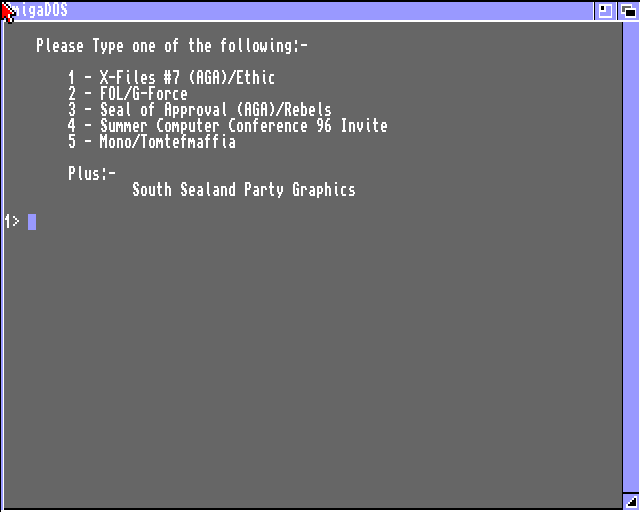 AmigaDOS
Please Type one of the following:-
1 - X-Files #7 (AGA)/Ethic
2 - FOL/G-Force
3 - Seal of Approval (AGA)/Rebels
4 - Summer Computer Conference 96 Invite
5 - Mono/Tomtefmaffia
Plus:-
South Sealand Party Graphics
1>